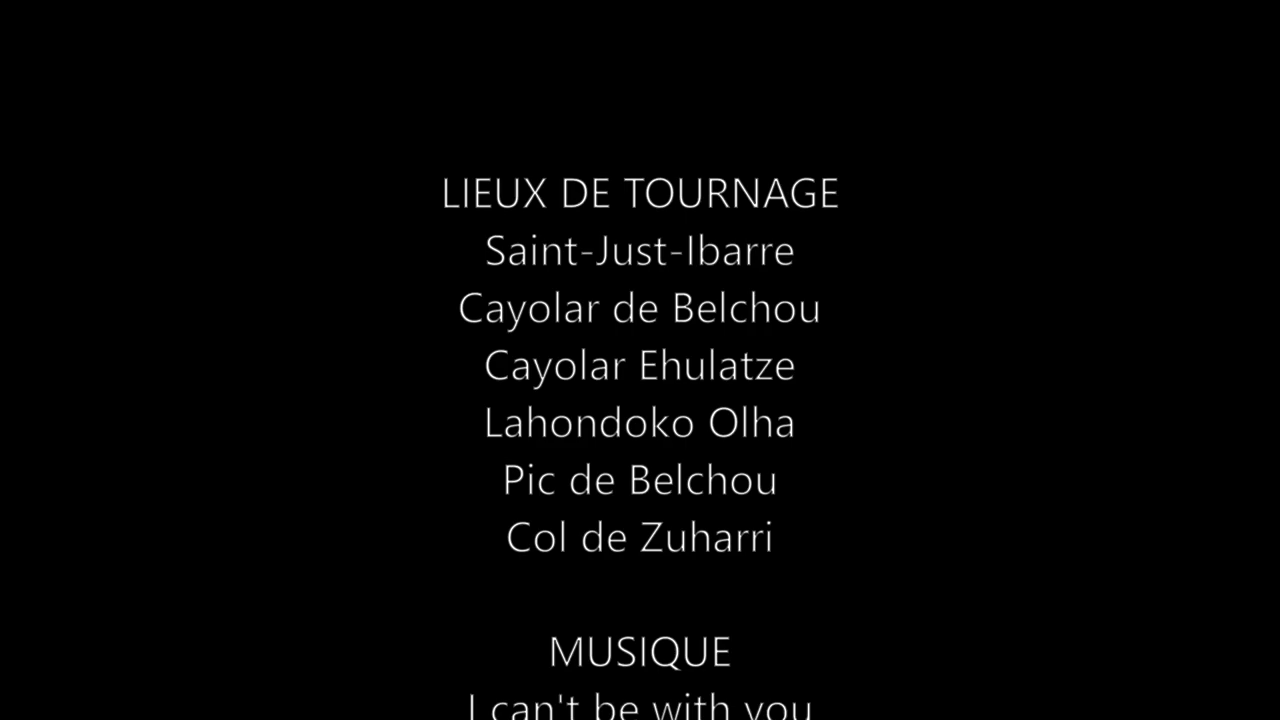 LIEUX DE TOURNAGE
Saint-Just-Ibarre
Cayolar de Belchou
Cayolar Ehulatze
Lahondoko Olha
Pic de Belchou
Col de Zuharri
MUSIQUE
I can't be with you